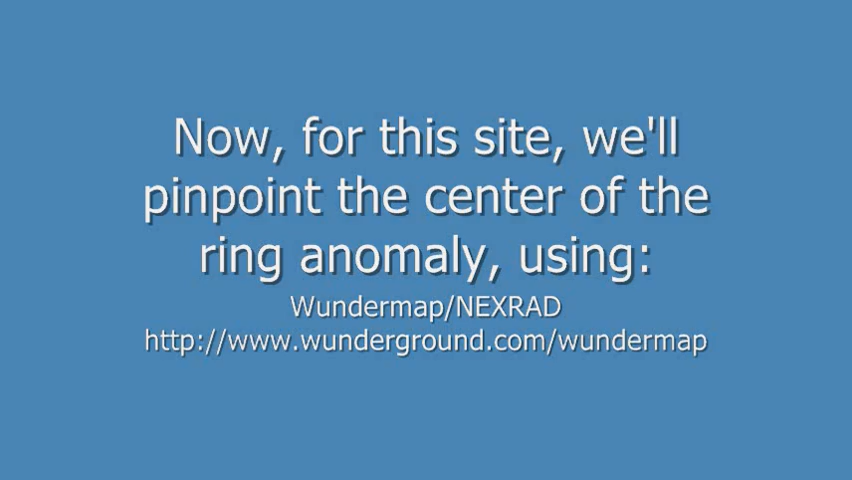 Now, for this site, we'll
pinpoint the center of the
ring anomaly, using:
Wundermap/NEXRAD
http://www.wunderground.com/wundermap